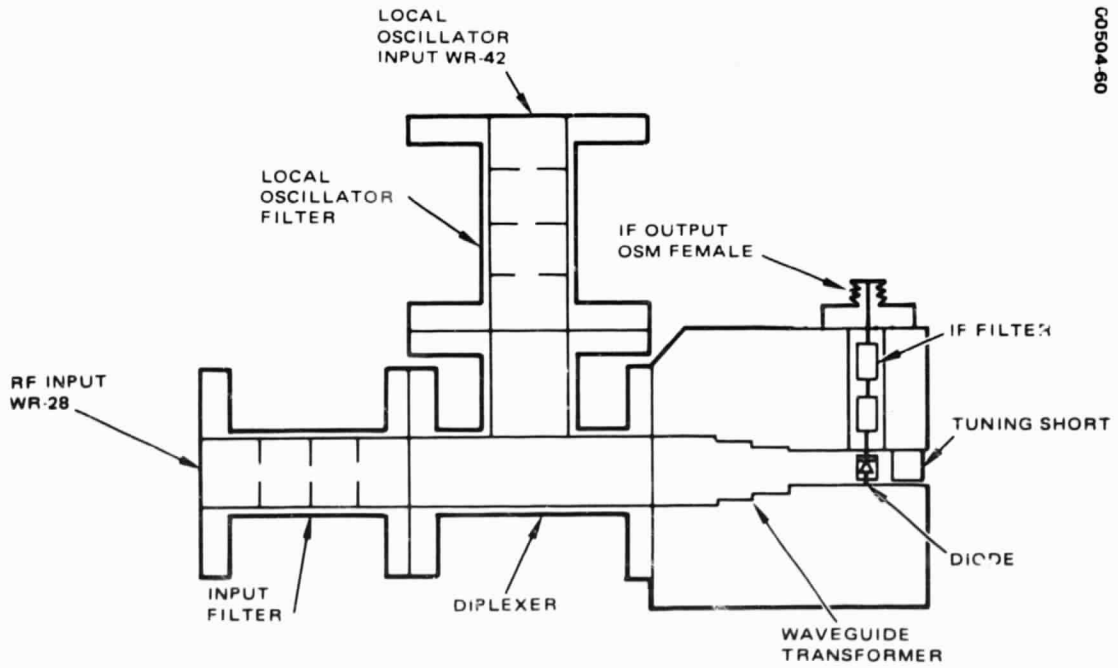 G0504-60
LOCAL
OSCILLATOR
INPUT WR-42
LOCAL
OSCILLATOR
FILTER
IF OUTPUT
OSM FEMALE
IF FILTER
RF INPUT
WR-28
TUNING SHORT
DIODE
INPUT
FILTER
DIPLEXER
WAVEGUIDE
TRANSFORMER